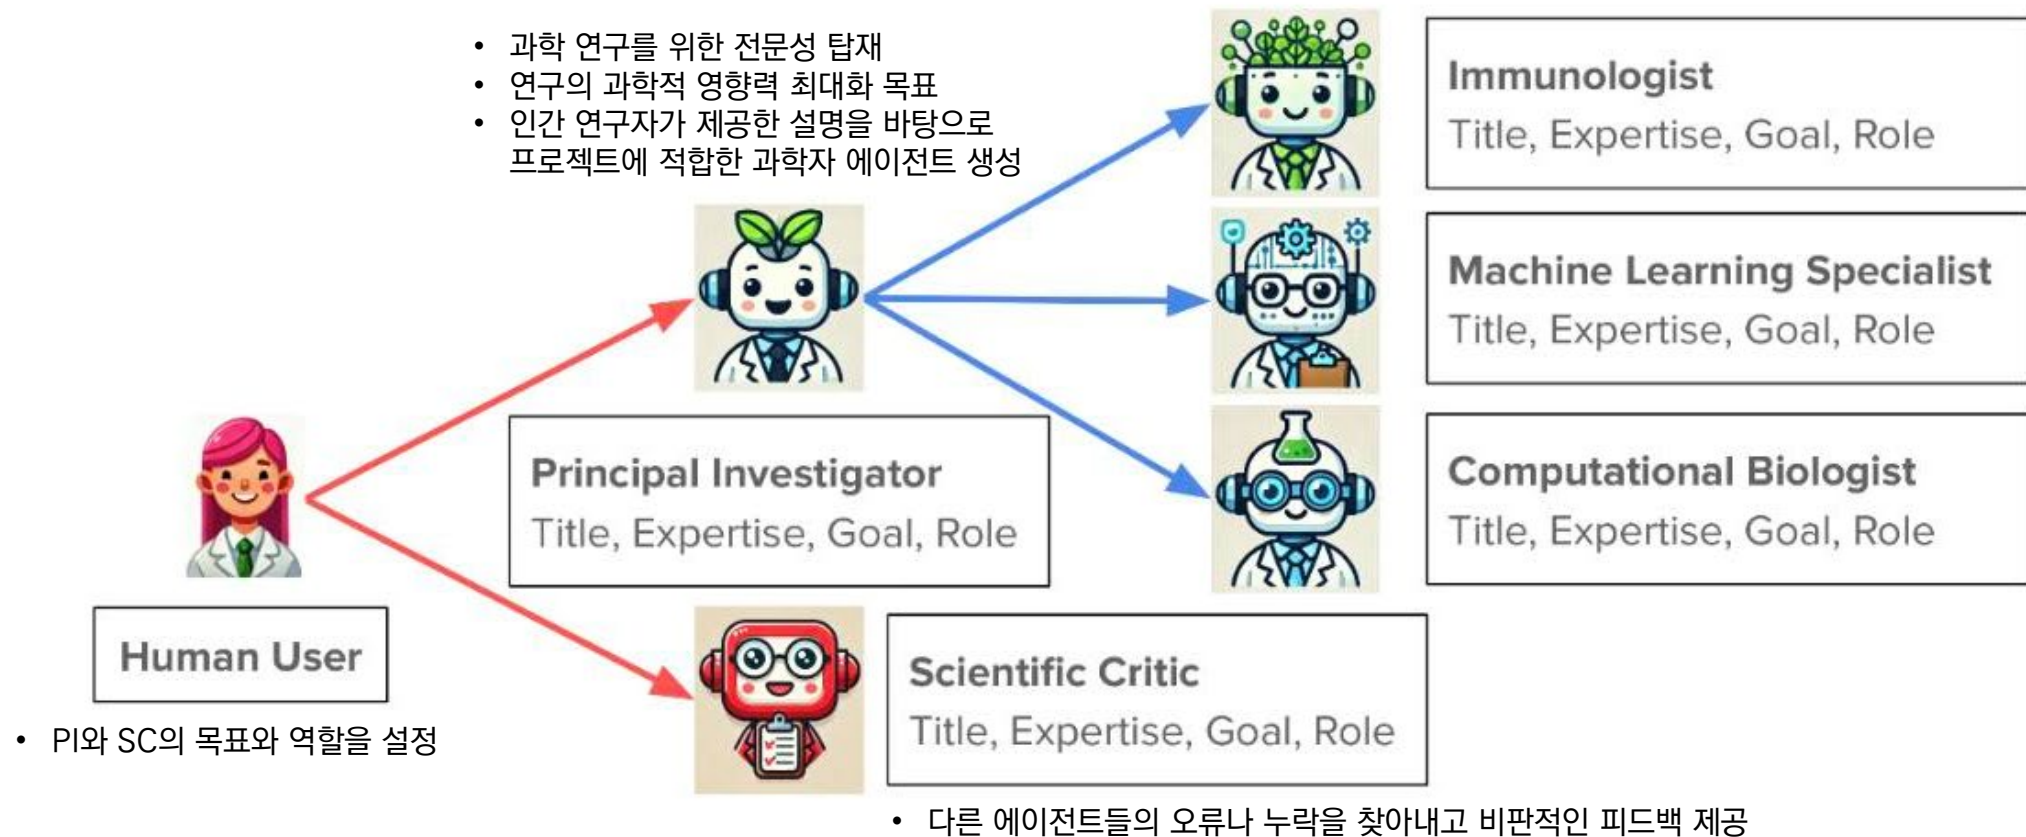 • 과학 연구를 위한 전문성 탑재
• 연구의 과학적 영향력 최대화 목표
• 인간 연구자가 제공한 설명을 바탕으로
프로젝트에 적합한 과학자 에이전트 생성
Immunologist
Title, Expertise, Goal, Role
Machine Learning Specialist
Title, Expertise, Goal, Role
Principal Investigator
Title, Expertise, Goal, Role
Computational Biologist
Title, Expertise, Goal, Role
Human User
• PI와 SC의 목표와 역할을 설정
Scientific Critic
Title, Expertise, Goal, Role
• 다른 에이전트들의 오류나 누락을 찾아내고 비판적인 피드백 제공